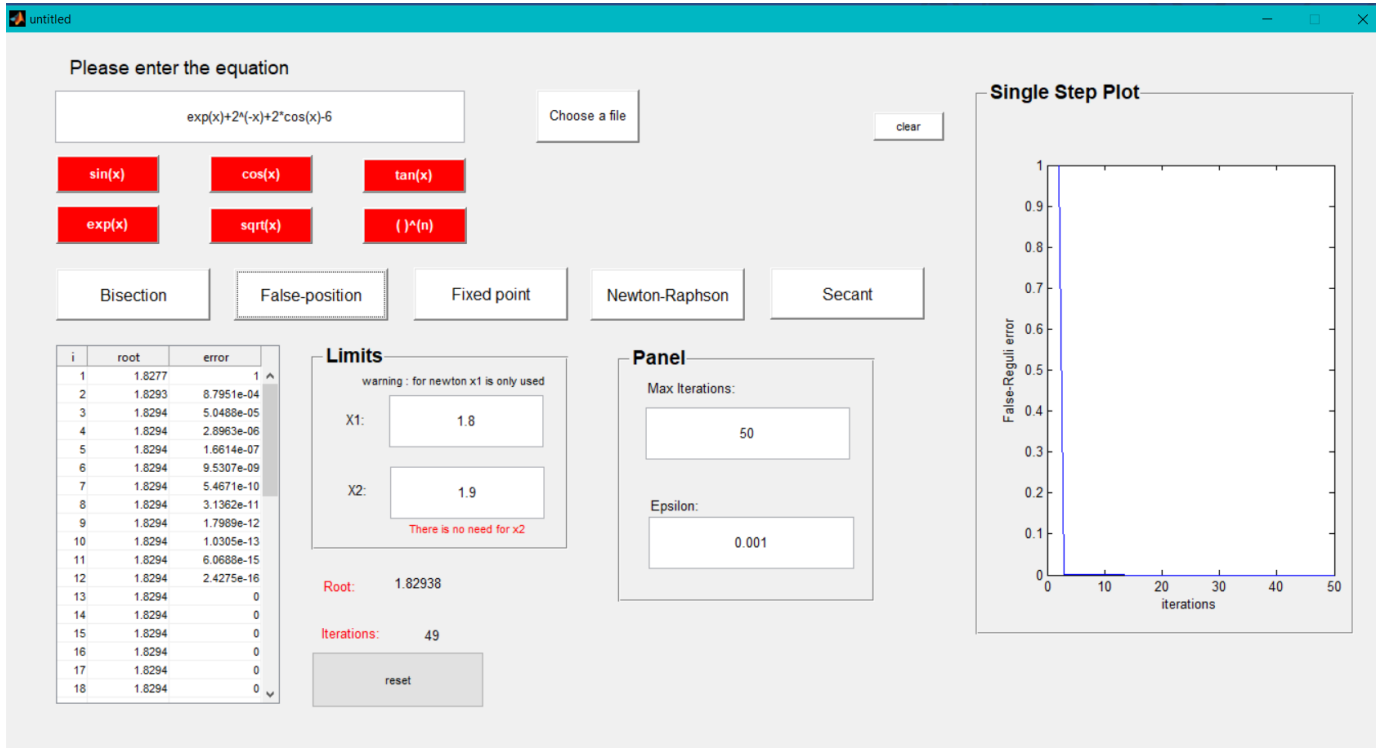 untitled
Please enter the equation
exp(x)+2^(-x)+2*cos(x)-6
Choose a file
clear
sin(x) cos(x) tan(x)
exp(x) sqrt(x) ( )^(n)
Bisection False-position Fixed point Newton-Raphson Secant
i root error
1 1.8277 1
2 1.8293 8.7951e-04
3 1.8294 5.0488e-05
4 1.8294 2.8963e-06
5 1.8294 1.6614e-07
6 1.8294 9.5307e-09
7 1.8294 5.4671e-10
8 1.8294 3.1362e-11
9 1.8294 1.7989e-12
10 1.8294 1.0305e-13
11 1.8294 6.0688e-15
12 1.8294 2.4275e-16
13 1.8294 0
14 1.8294 0
15 1.8294 0
16 1.8294 0
17 1.8294 0
18 1.8294 0
Limits
warning : for newton x1 is only used
X1: 1.8
X2: 1.9
There is no need for x2
Root: 1.82938
Iterations: 49
reset
Panel
Max Iterations:
50
Epsilon:
0.001
Single Step Plot
1
0.9
0.8
0.7
0.6
0.5
0.4
0.3
0.2
0.1
0
False-Reguli error
0 10 20 30 40 50
iterations